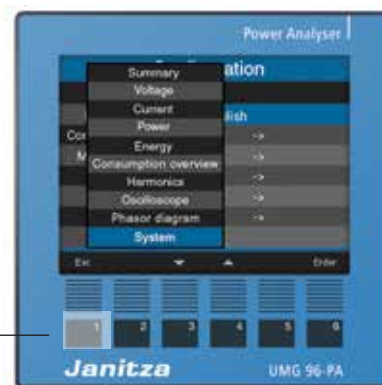 Power Analyser
ation
Summary
Voltage
Current
lish
Power
Con
Energy
->
M
Consumption overview
->
Harmonics
->
Oscilloscope
->
Phasor diagram
->
System
Esc
Enter
1 2 3 4 5 6
Janitza
UMG 96-PA